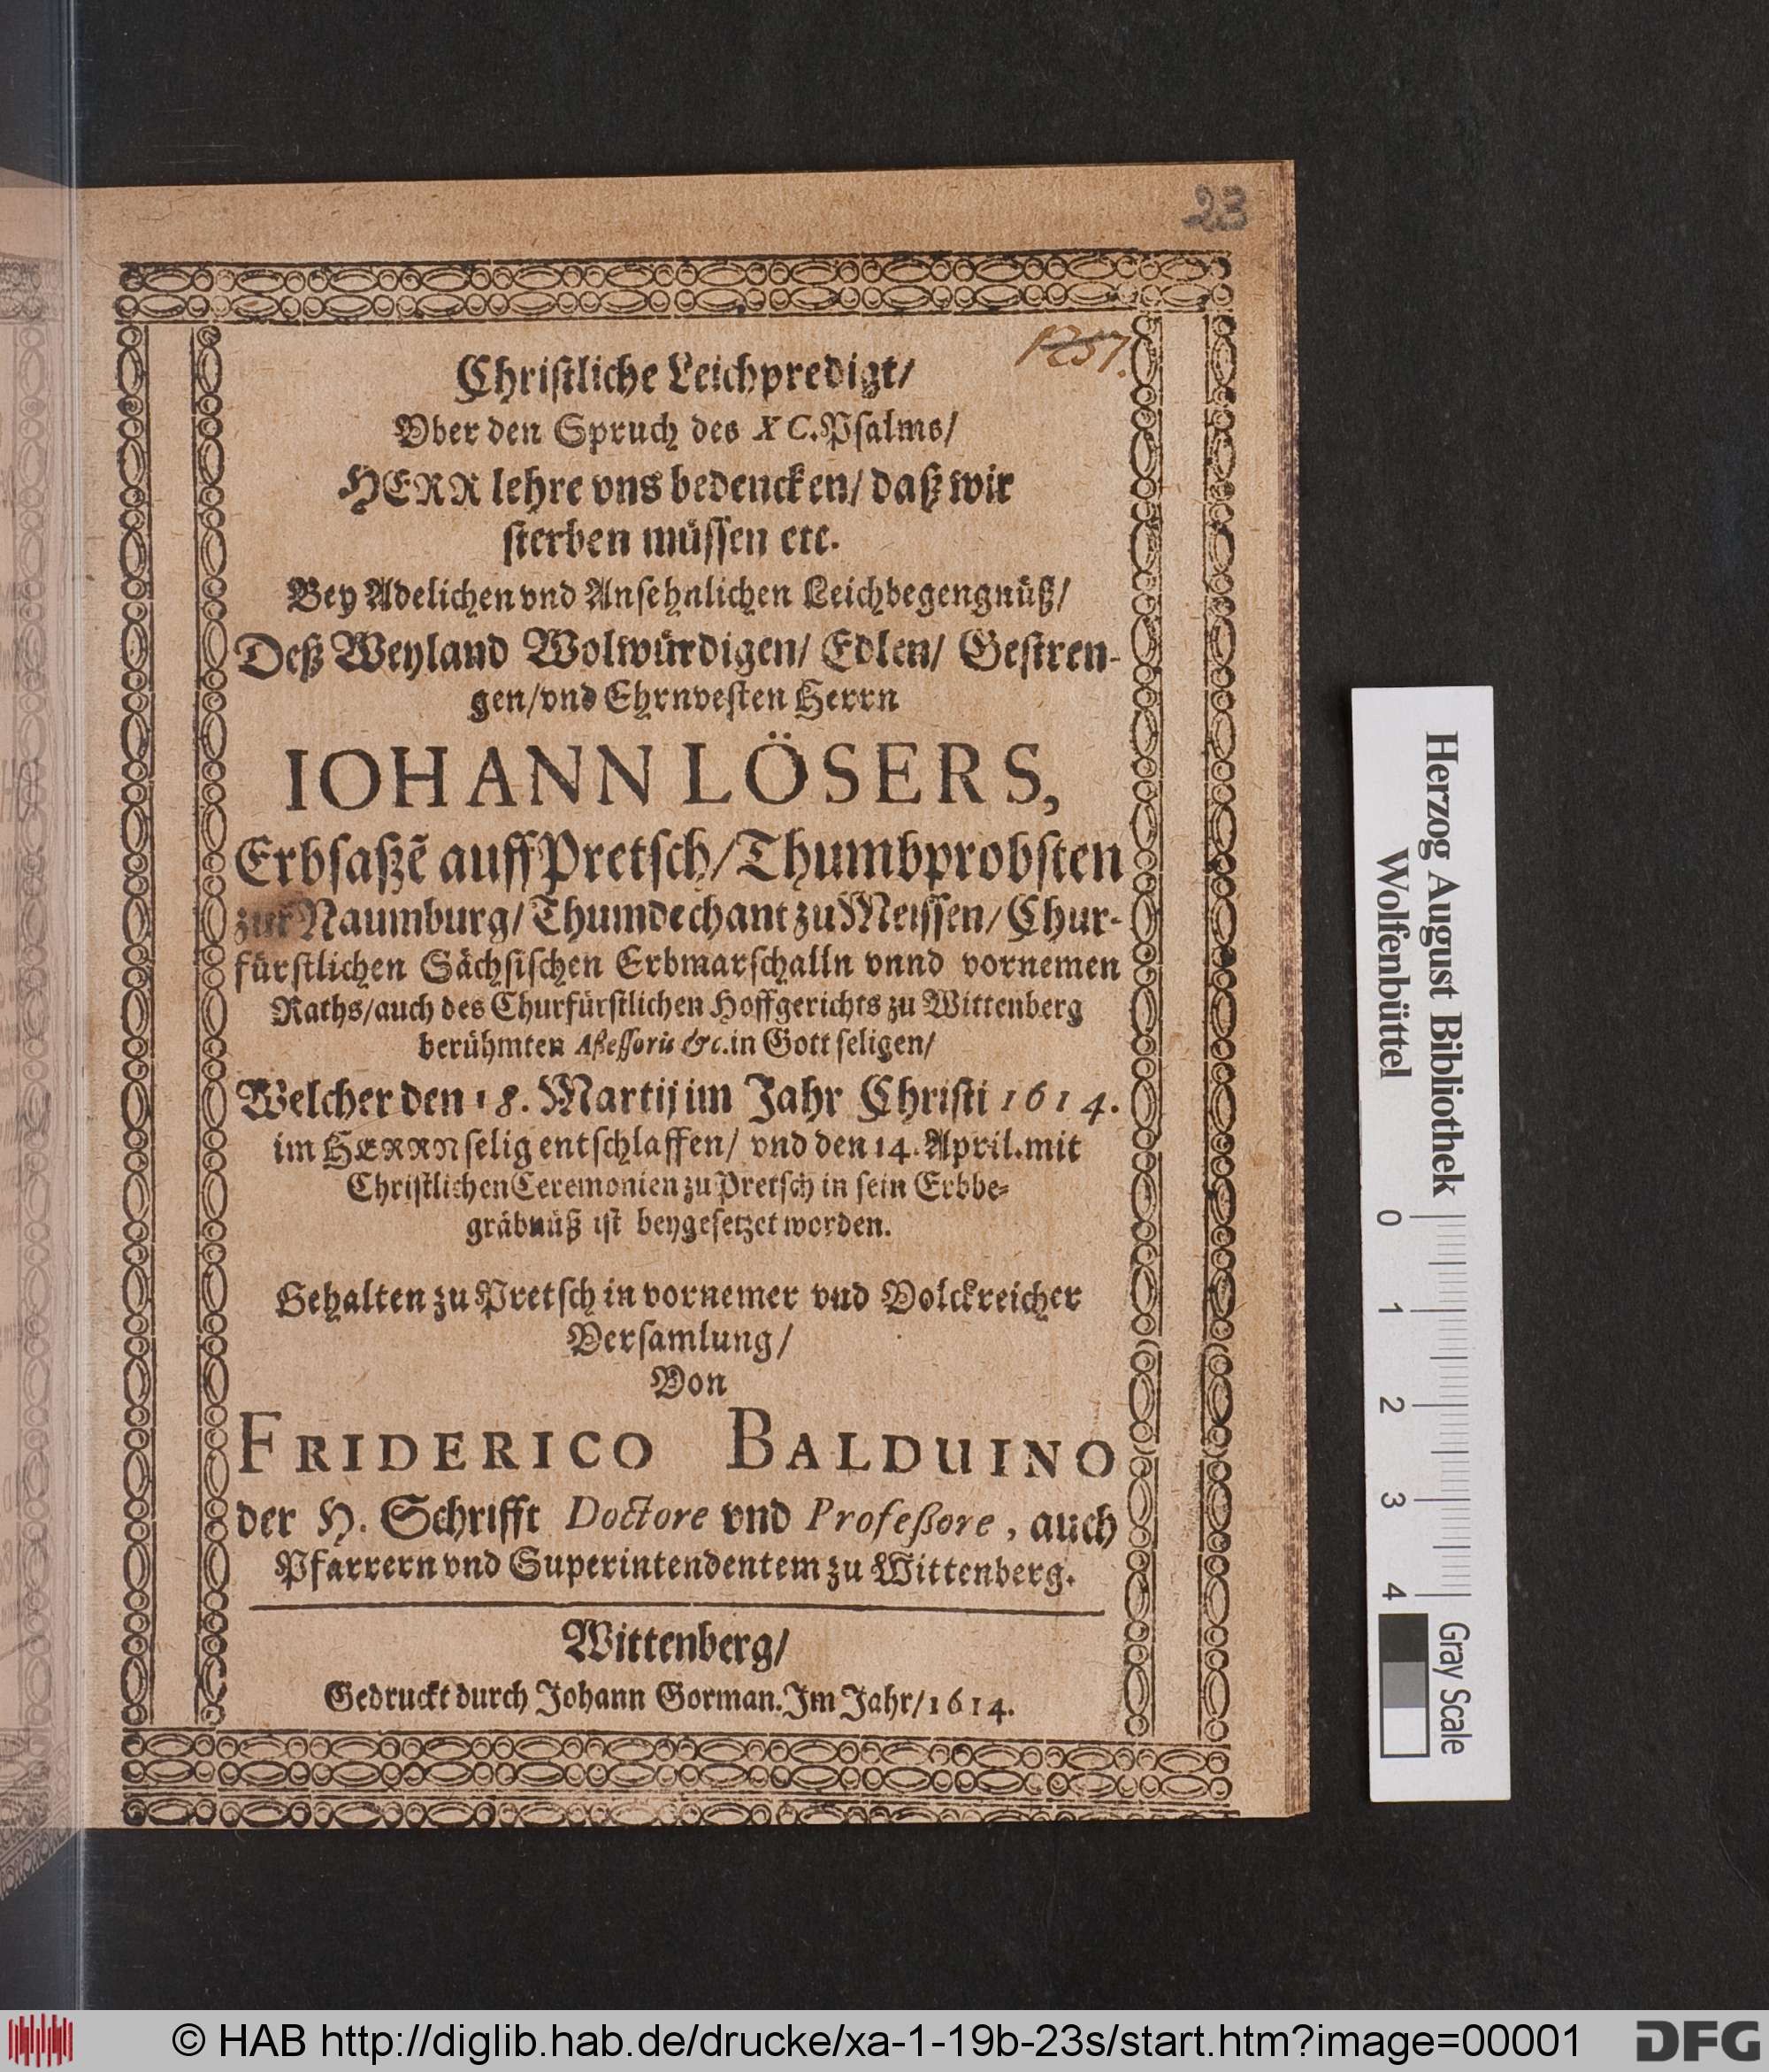 23
1257.
Christliche Leichpredigt/
Vber den Spruch des XC. Psalms/
HERR lehre vns bedencken/ daß wir
sterben müssen etc.
Bey Adelichen vnd Ansehnlichen Leichbegengnüß/
Deß Weyland Wolwürdigen/ Edlen/ Gestren-
gen/ vnd Ehrnvesten Herrn
IOHANN LÖSERS,
Erbsaßẽ auff Pretsch/ Thumbprobsten
zur Naumburg/ Thumdechant zu Meissen/ Chur-
fürstlichen Sächsischen Erbmarschalln vnnd vornemen
Raths/ auch des Churfürstlichen Hoffgerichts zu Wittenberg
berühmten Aßessoris &c. in Gott seligen/
Welcher den 18. Martij im Jahr Christi 1614.
im HERRN selig entschlaffen/ vnd den 14. April. mit
Christlichen Ceremonien zu Pretsch in sein Erbbe-
gräbnüß ist beygesetzet worden.
Gehalten zu Pretsch in vornemer vnd Volckreicher
Versamlung/
Von
FRIDERICO BALDUINO
der H. Schrifft Doctore vnd Profeßore, auch
Pfarrern vnd Superintendentem zu Wittenberg.
Wittenberg/
Gedruckt durch Johann Gorman. Im Jahr/ 1614.
Herzog August Bibliothek
Wolfenbüttel
0 1 2 3 4
Gray Scale
© HAB http://diglib.hab.de/drucke/xa-1-19b-23s/start.htm?image=00001
DFG